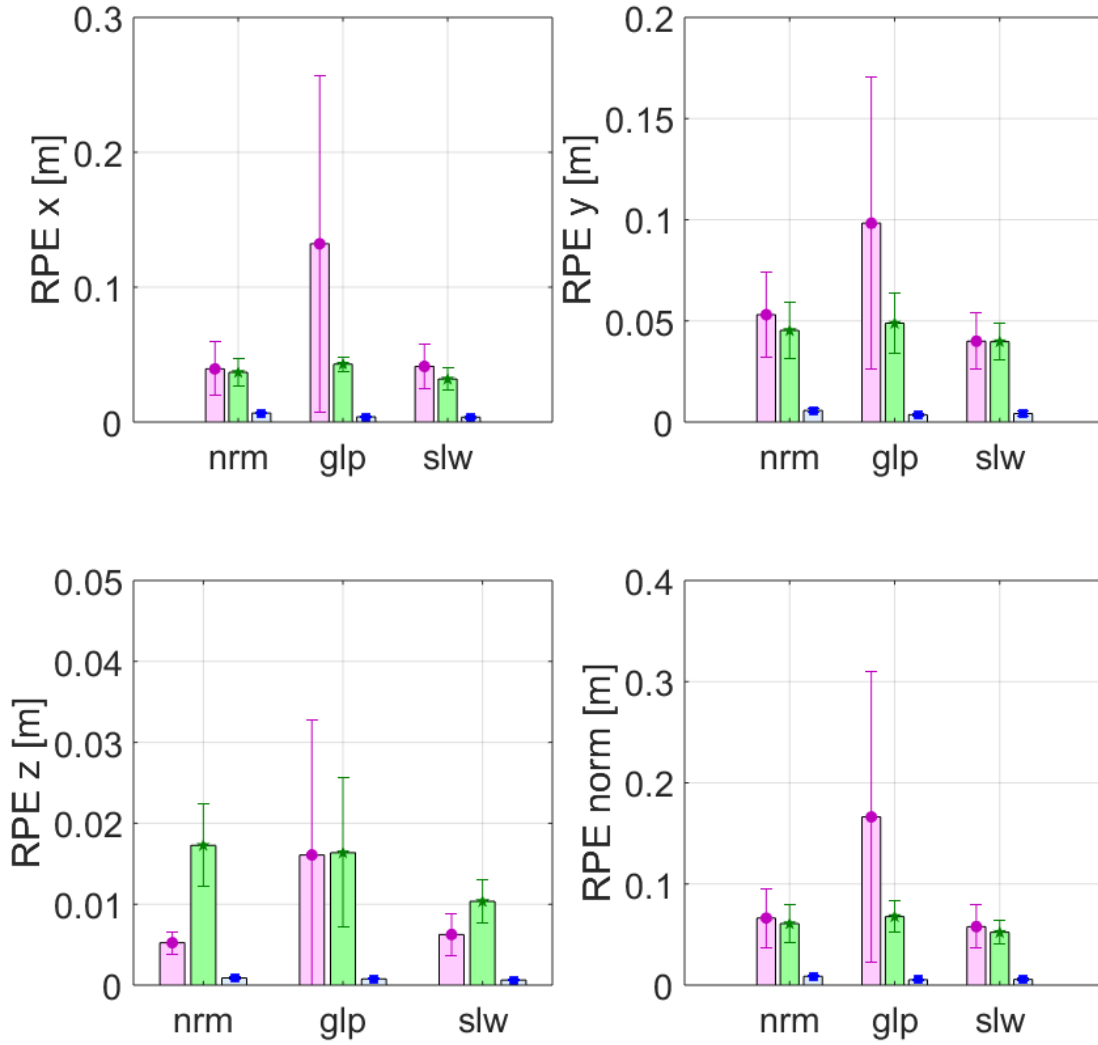 RPE x [m]
0.3
0.2
0.1
0
nrm glp slw
RPE y [m]
0.2
0.15
0.1
0.05
0
nrm glp slw
RPE z [m]
0.05
0.04
0.03
0.02
0.01
0
nrm glp slw
RPE norm [m]
0.4
0.3
0.2
0.1
0
nrm glp slw